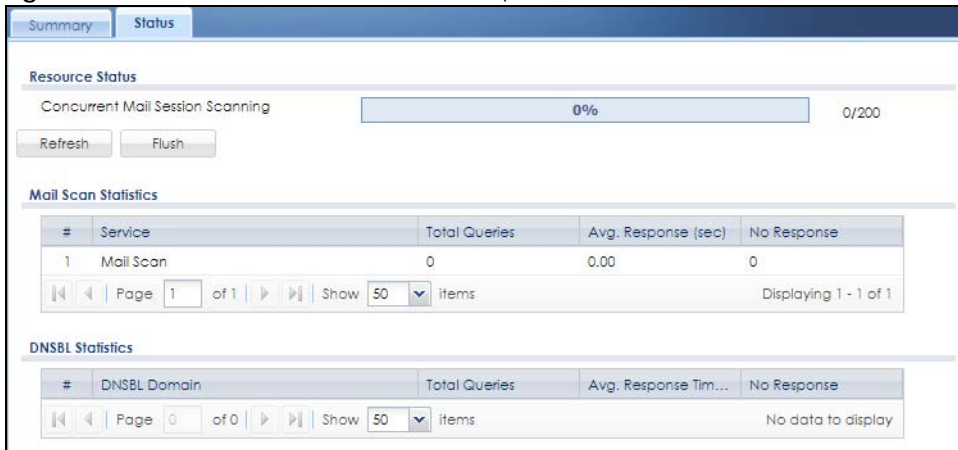 Summary Status
Resource Status
Concurrent Mail Session Scanning 0% 0/200
Refresh Flush
Mail Scan Statistics
# Service Total Queries Avg. Response (sec) No Response
1 Mail Scan 0 0.00 0
Page 1 of 1 Show 50 items Displaying 1 - 1 of 1
DNSBL Statistics
# DNSBL Domain Total Queries Avg. Response Tim... No Response
Page 0 of 0 Show 50 items No data to display